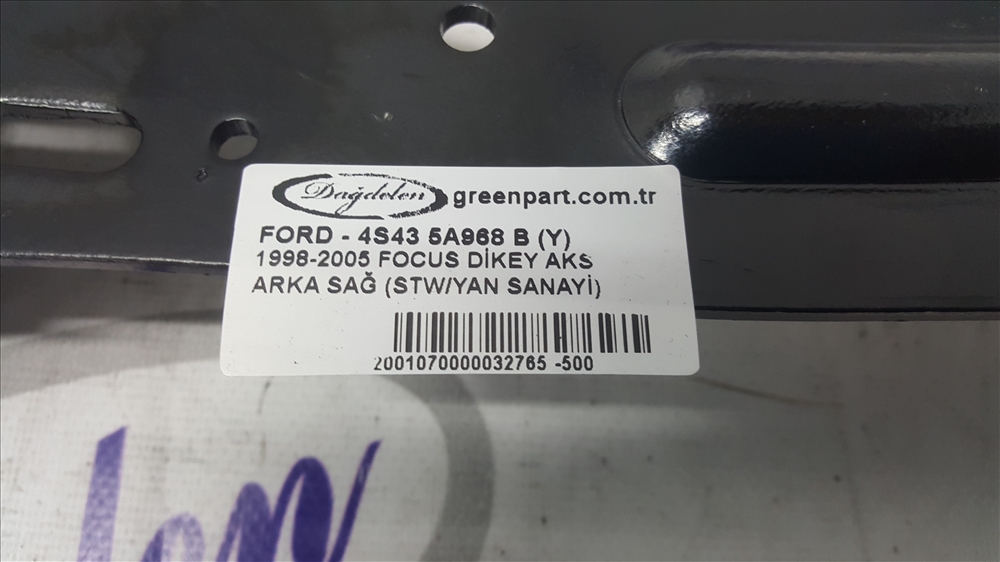 Dağdelen greenpart.com.tr
FORD - 4S43 5A968 B (Y)
1998-2005 FOCUS DİKEY AKS
ARKA SAĞ (STW/YAN SANAYİ)
2001070000032765 -500